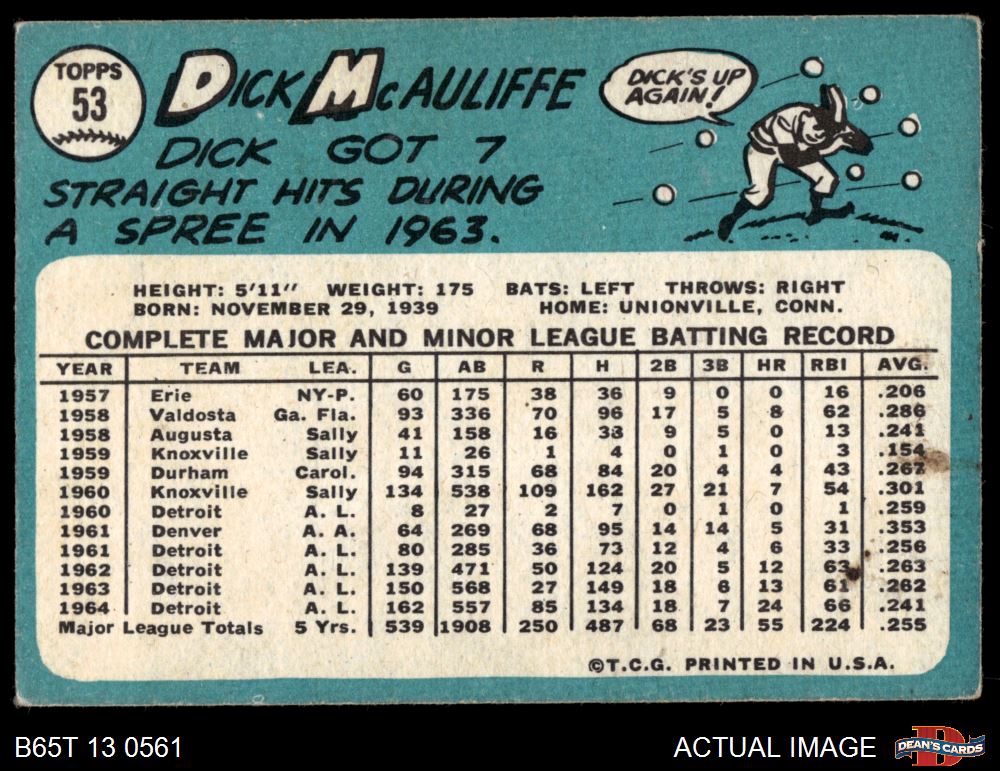 TOPPS
53
DICK McAULIFFE
DICK GOT 7
STRAIGHT HITS DURING
A SPREE IN 1963.
DICK'S UP
AGAIN!
HEIGHT: 5'11" WEIGHT: 175 BATS: LEFT THROWS: RIGHT
BORN: NOVEMBER 29, 1939 HOME: UNIONVILLE, CONN.
COMPLETE MAJOR AND MINOR LEAGUE BATTING RECORD
YEAR TEAM LEA. G AB R H 2B 3B HR RBI AVG.
1957 Erie NY-P. 60 175 38 36 9 0 0 16 .206
1958 Valdosta Ga. Fla. 93 336 70 96 17 5 8 62 .286
1958 Augusta Sally 41 158 16 38 9 5 0 13 .241
1959 Knoxville Sally 11 26 1 4 0 1 0 3 .154
1959 Durham Carol. 94 315 68 84 20 4 4 43 .267
1960 Knoxville Sally 134 538 109 162 27 21 7 54 .301
1960 Detroit A. L. 8 27 2 7 0 1 0 1 .259
1961 Denver A. A. 64 269 68 95 14 14 5 31 .353
1961 Detroit A. L. 80 285 36 73 12 4 6 33 .256
1962 Detroit A. L. 139 471 50 124 20 5 12 63 .263
1963 Detroit A. L. 150 568 27 149 18 6 13 61 .262
1964 Detroit A. L. 162 557 85 134 18 7 24 66 .241
Major League Totals 5 Yrs. 539 1908 250 487 68 23 55 224 .255
©T.C.G. PRINTED IN U.S.A.
B65T 13 0561
ACTUAL IMAGE
D
DEAN'S CARDS